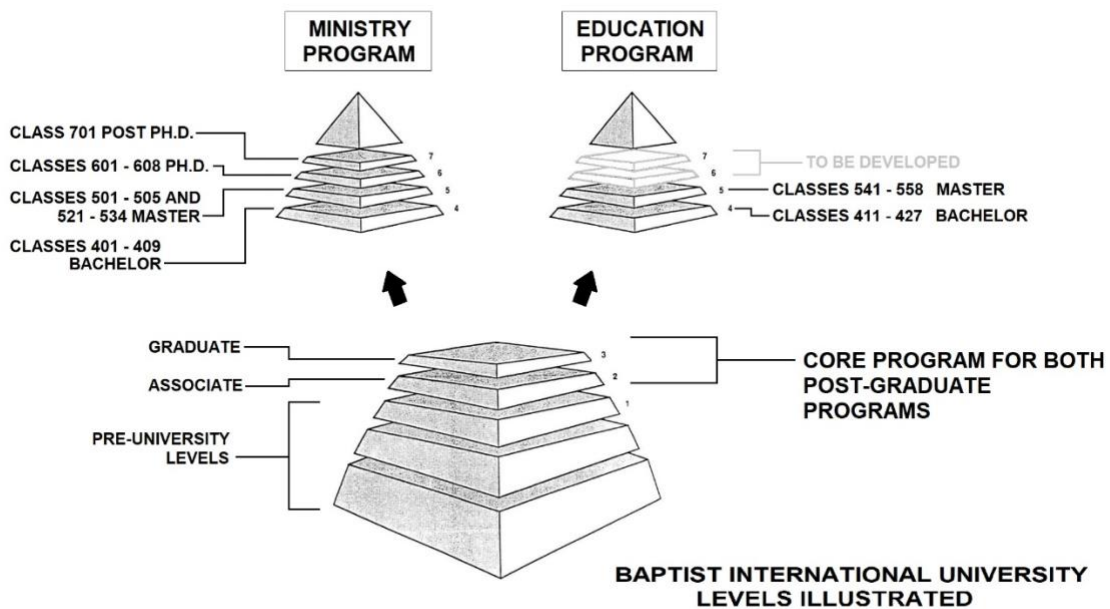 MINISTRY
PROGRAM
EDUCATION
PROGRAM
CLASS 701 POST PH.D.
CLASSES 601 - 608 PH.D.
CLASSES 501 - 505 AND
521 - 534 MASTER
CLASSES 401 - 409
BACHELOR
7
6
5
4
7
6
5
4
TO BE DEVELOPED
CLASSES 541 - 558 MASTER
CLASSES 411 - 427 BACHELOR
GRADUATE
ASSOCIATE
PRE-UNIVERSITY
LEVELS
3
2
1
CORE PROGRAM FOR BOTH
POST-GRADUATE
PROGRAMS
BAPTIST INTERNATIONAL UNIVERSITY
LEVELS ILLUSTRATED